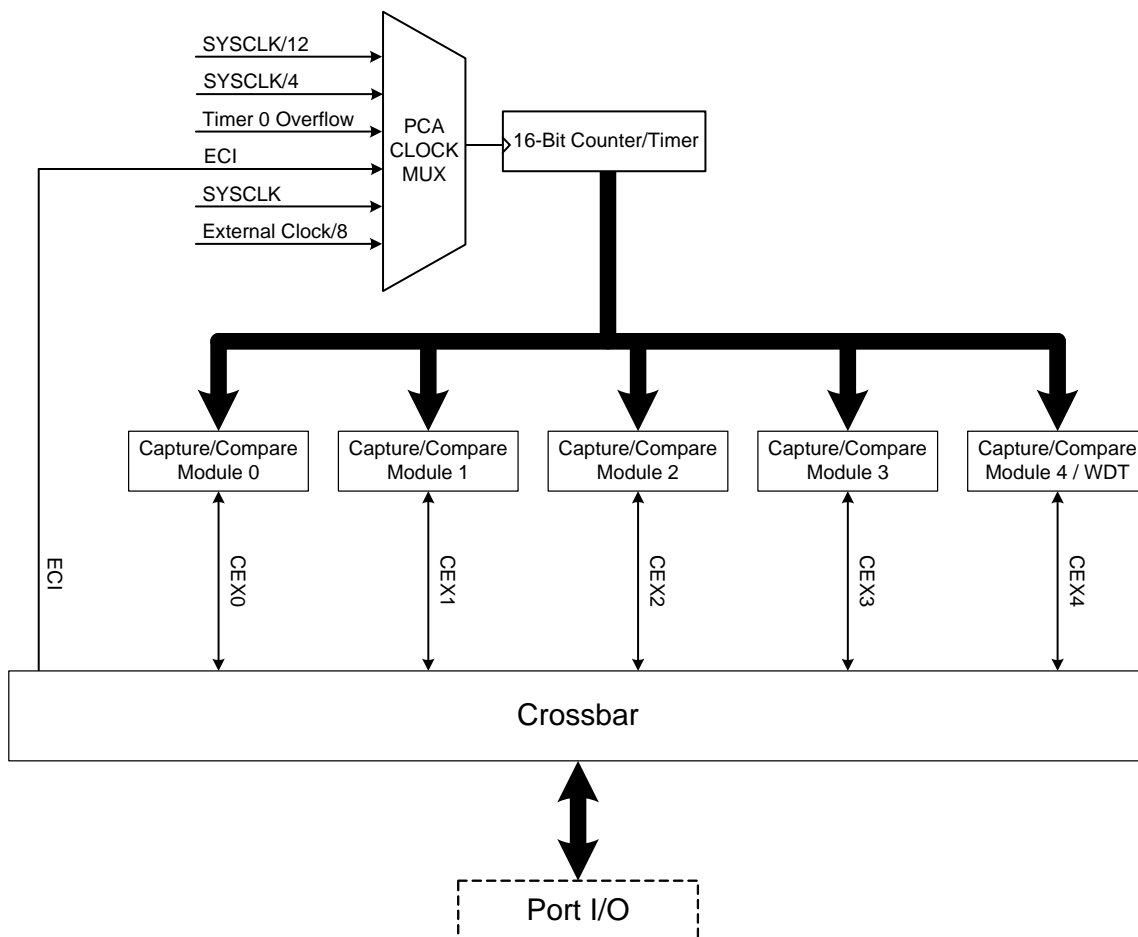 SYSCLK/12
SYSCLK/4
Timer 0 Overflow
ECI
SYSCLK
External Clock/8
PCA
CLOCK
MUX
16-Bit Counter/Timer
Capture/Compare
Module 0
Capture/Compare
Module 1
Capture/Compare
Module 2
Capture/Compare
Module 3
Capture/Compare
Module 4 / WDT
ECI
CEX0
CEX1
CEX2
CEX3
CEX4
Crossbar
Port I/O